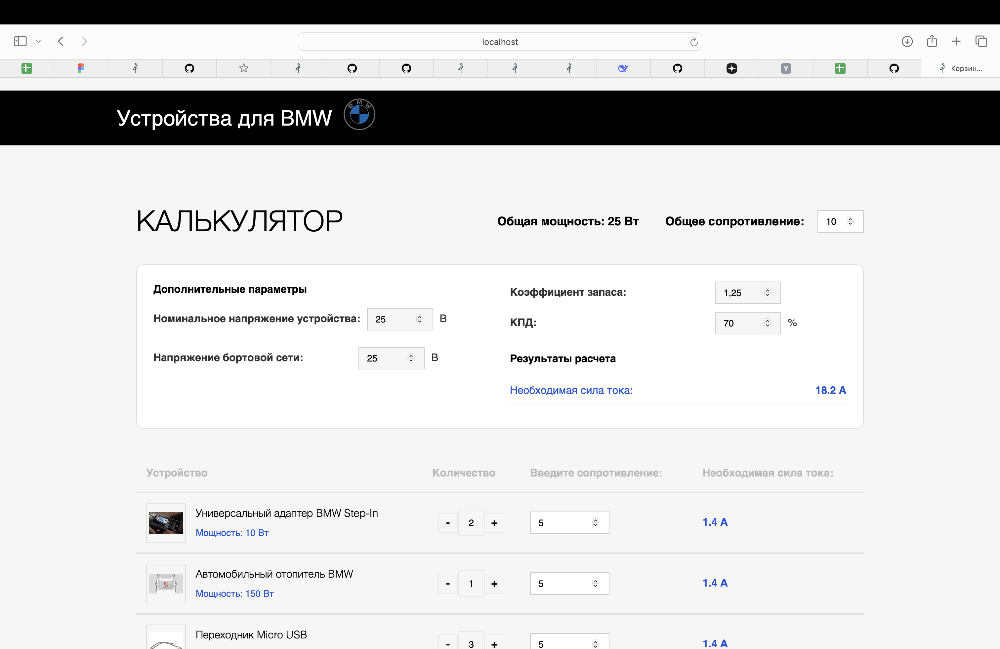 localhost
Y
Корзин...
Устройства для BMW
BMW
КАЛЬКУЛЯТОР
Общая мощность: 25 Вт
Общее сопротивление:
10
Дополнительные параметры
Номинальное напряжение устройства:
25
В
Напряжение бортовой сети:
25
В
Коэффициент запаса:
1,25
КПД:
70
%
Результаты расчета
Необходимая сила тока:
18.2 А
Устройство
Количество
Введите сопротивление:
Необходимая сила тока:
Универсальный адаптер BMW Step-In
Мощность: 10 Вт
-
2
+
5
1.4 А
Автомобильный отопитель BMW
Мощность: 150 Вт
-
1
+
5
1.4 А
Переходник Micro USB
-
3
+
5
1.4 А